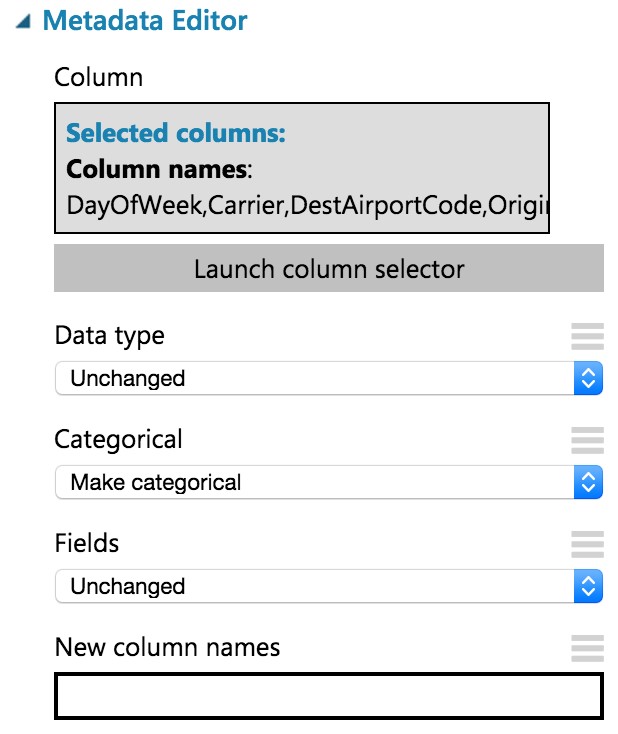 Metadata Editor
Column
Selected columns:
Column names:
DayOfWeek,Carrier,DestAirportCode,Origin
Launch column selector
Data type
Unchanged
Categorical
Make categorical
Fields
Unchanged
New column names